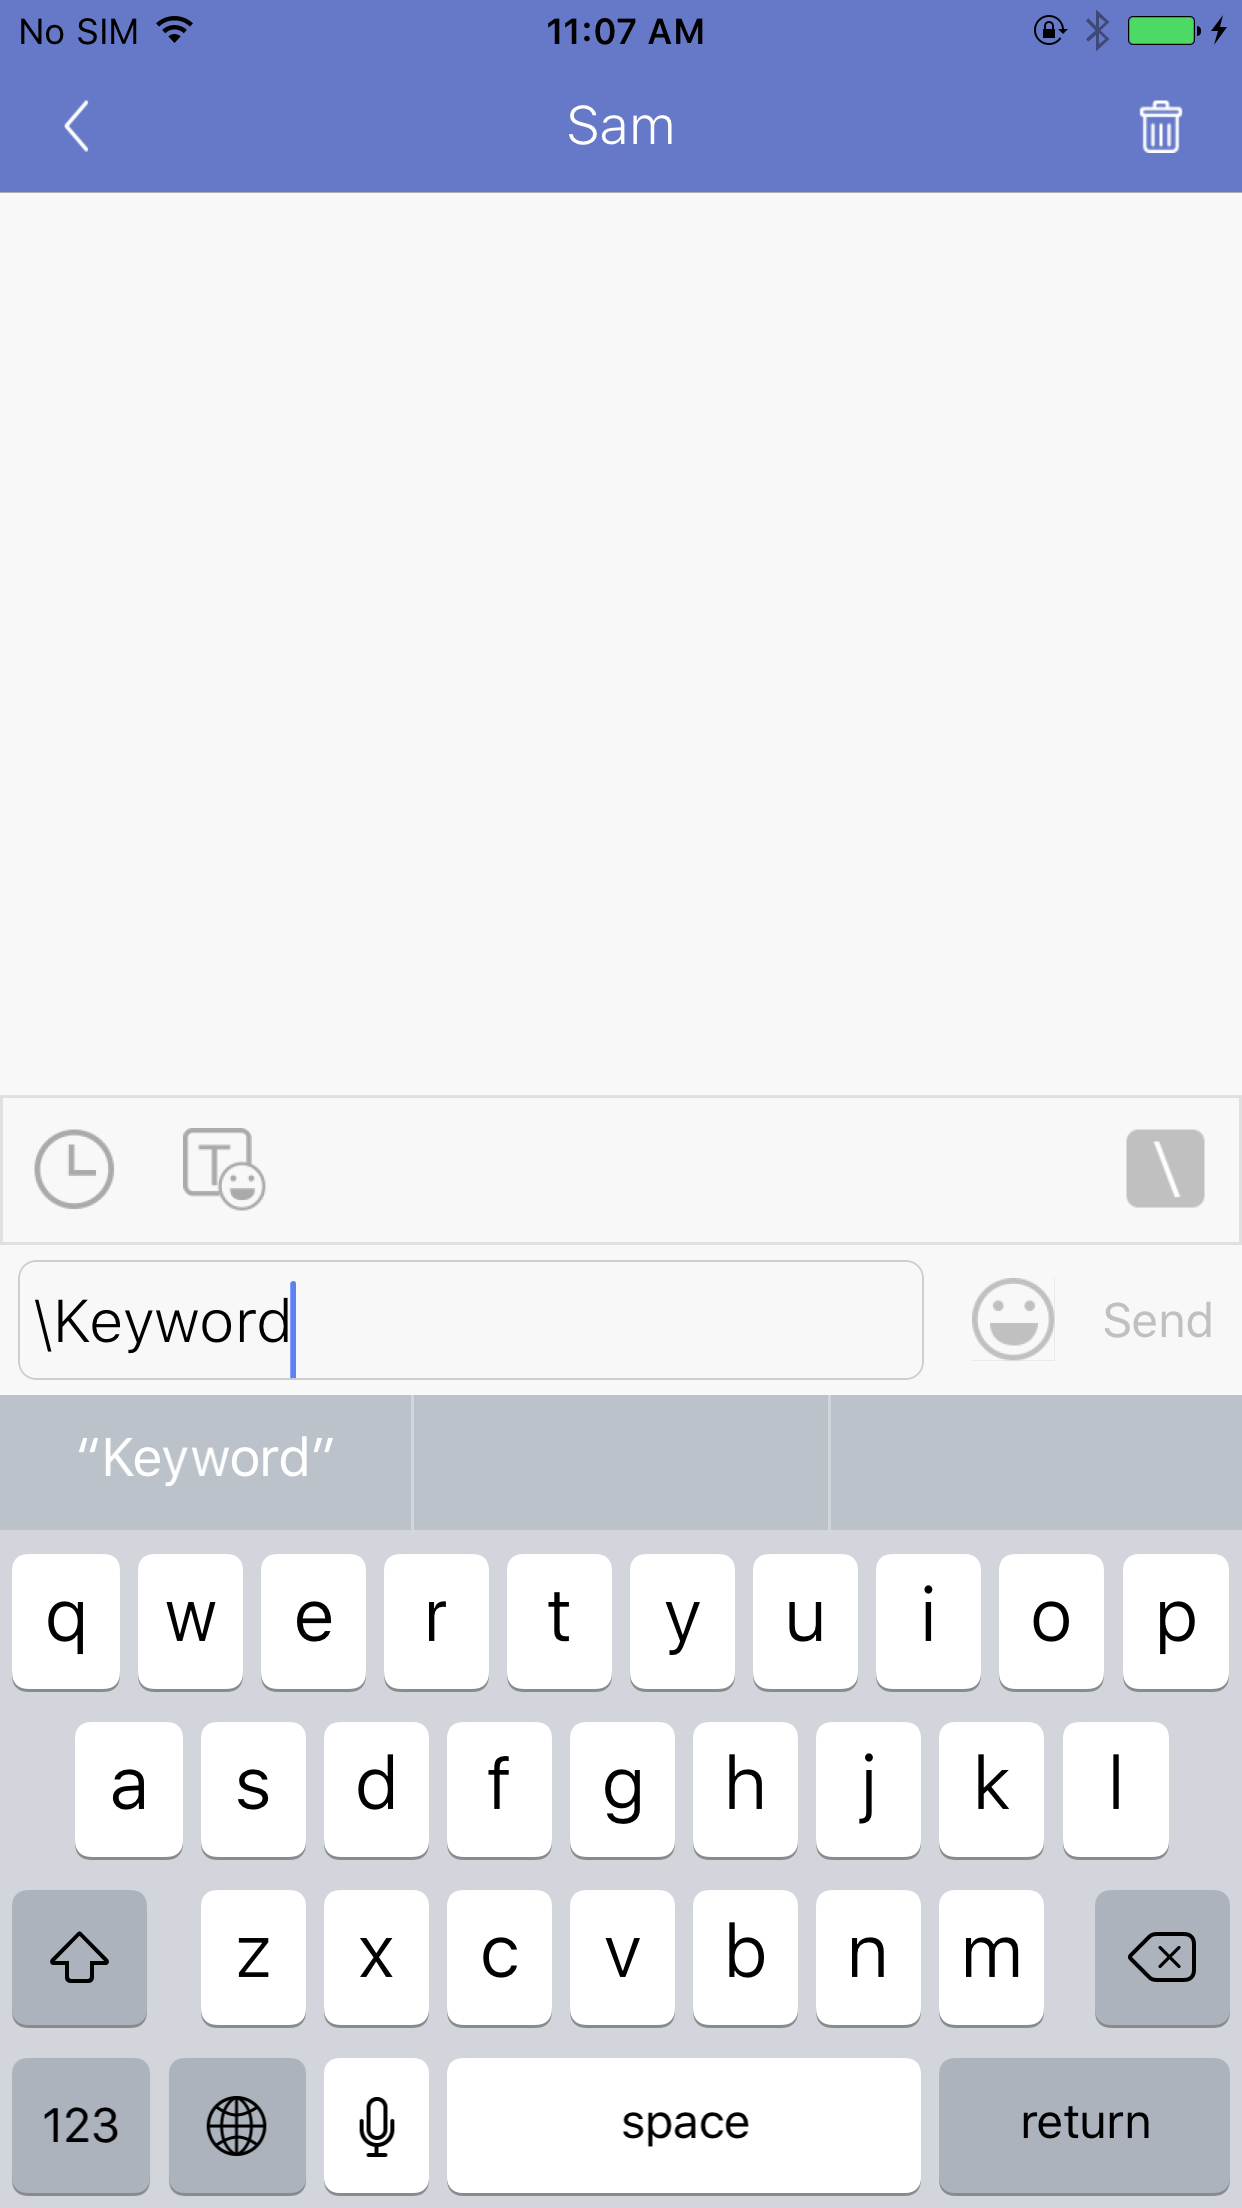 No SIM 11:07 AM
Sam
T \
\Keyword Send
“Keyword”
q w e r t y u i o p
a s d f g h j k l
z x c v b n m
123 space return